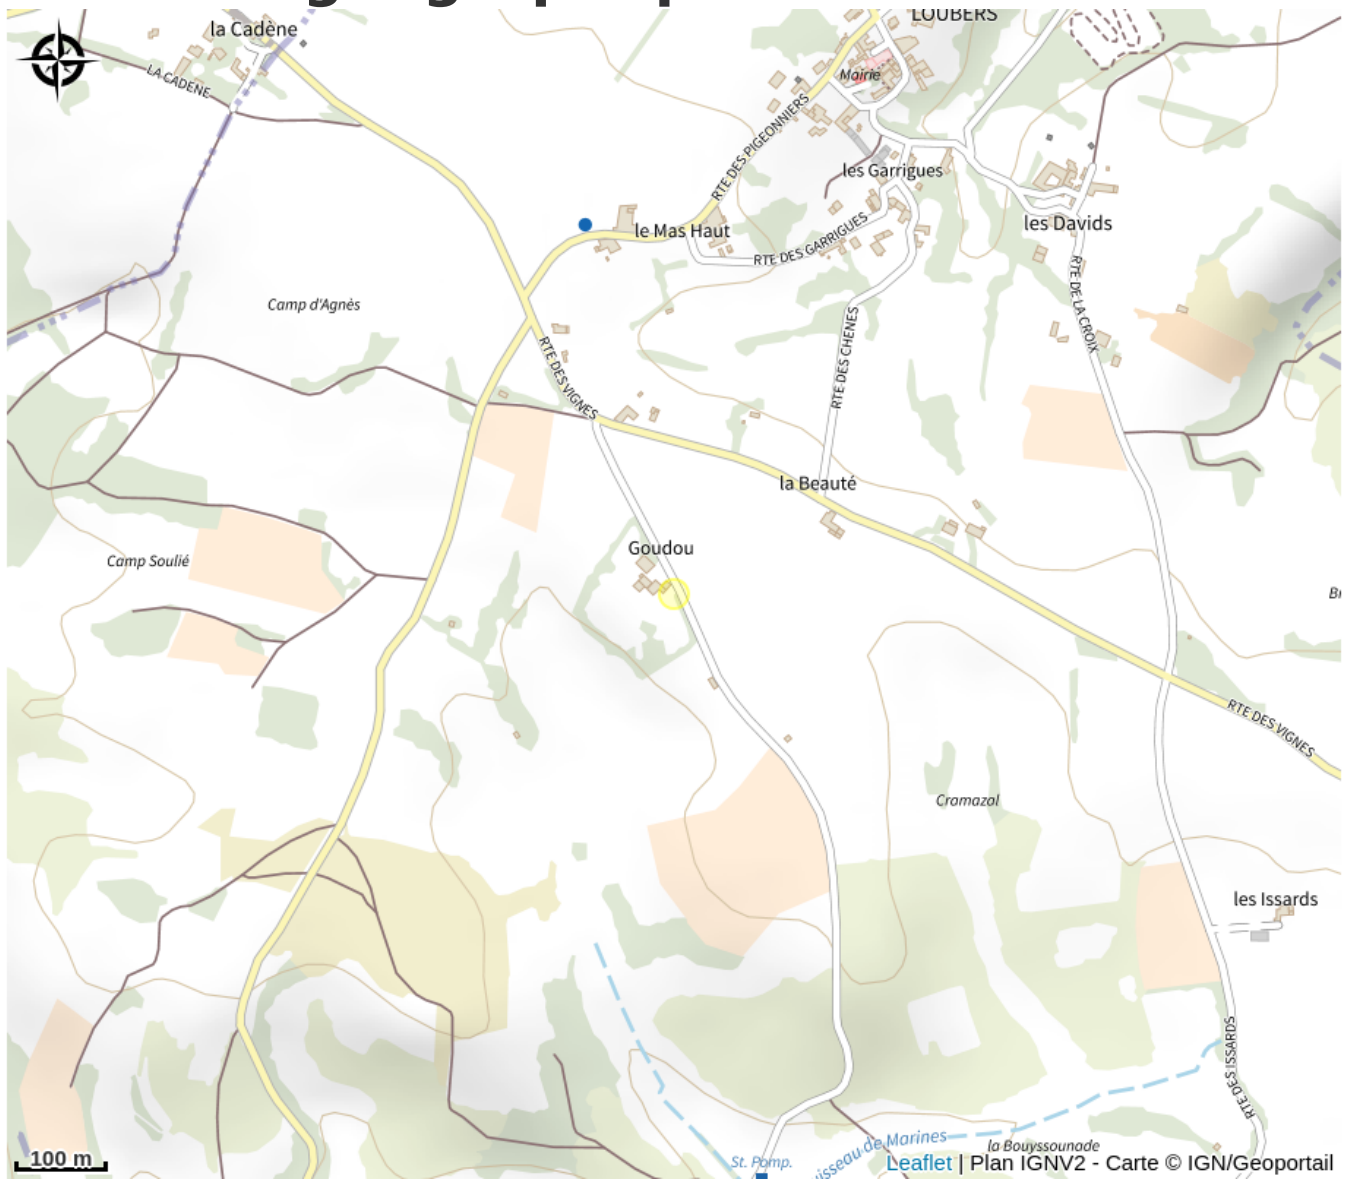 LOUBERS
la Cadène
LA CADENE
Mairie
RTE DES PIGEONNIERS
les Garrigues
les Davids
le Mas Haut
RTE DES GARRIGUES
RTE DE LA CROIX
Camp d'Agnès
RTE DES CHENES
RTE DES VIGNES
la Beauté
Goudou
Camp Soulié
RTE DES VIGNES
Cramazal
les Issards
RTE DES ISSARDS
la Bouyssounade
St. Pomp.
100 m
Leaflet | Plan IGNV2 - Carte © IGN/Geoportail